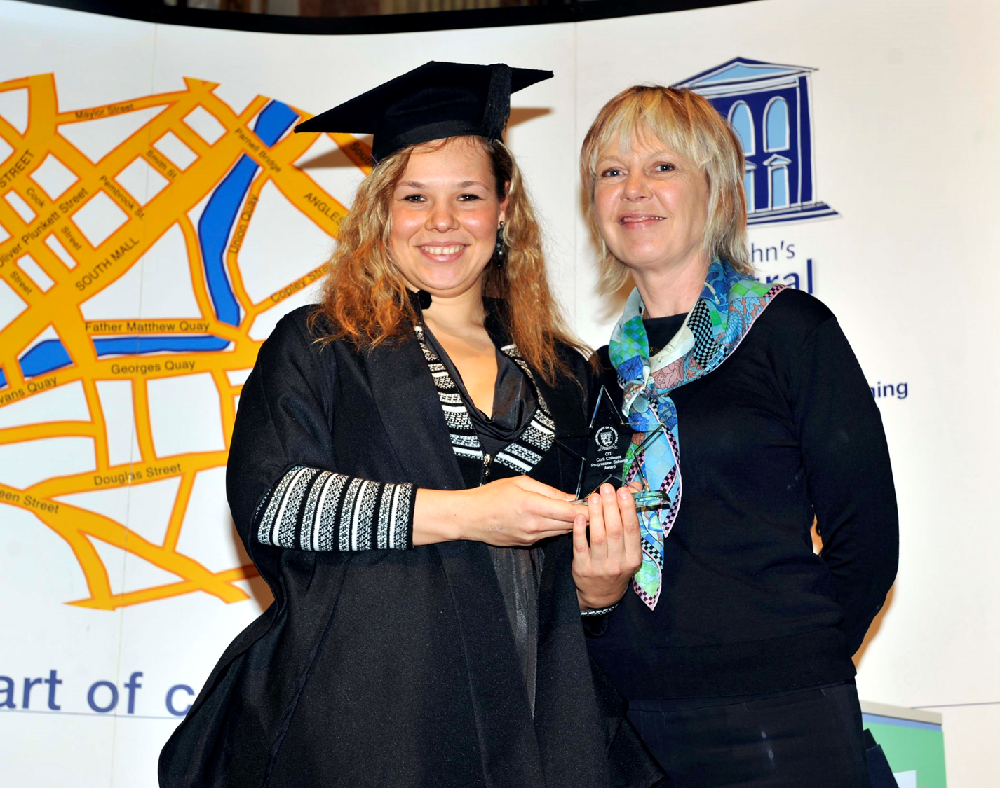 Maylor Street
STREET
Cook
Street
Oliver Plunkett Street
Pembrook St.
Smith St.
Parnell Bridge
SOUTH MALL
Union Quay
ANGLES
Copley Stre
Street
Father Matthew Quay
Georges Quay
vans Quay
Douglas Street
een Street
art of c
hn's
ral
ning
CIT
Cork Colleges
Progression Scheme
Award